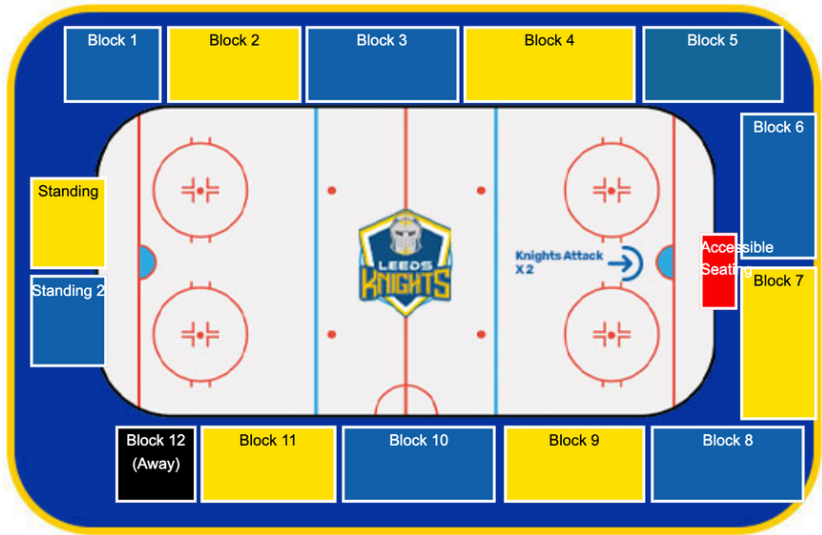 Block 1
Block 2
Block 3
Block 4
Block 5
Block 6
Standing
Accessible
Seating
Knights Attack
X 2
LEEDS
KNIGHTS
Standing 2
Block 7
Block 12
(Away)
Block 11
Block 10
Block 9
Block 8